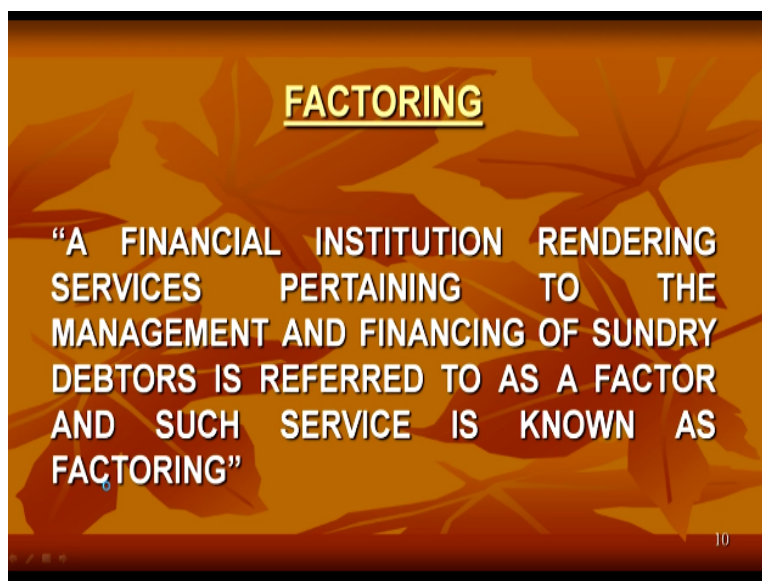 FACTORING
“A FINANCIAL INSTITUTION RENDERING
SERVICES PERTAINING TO THE
MANAGEMENT AND FINANCING OF SUNDRY
DEBTORS IS REFERRED TO AS A FACTOR
AND SUCH SERVICE IS KNOWN AS
FACTORING”
10